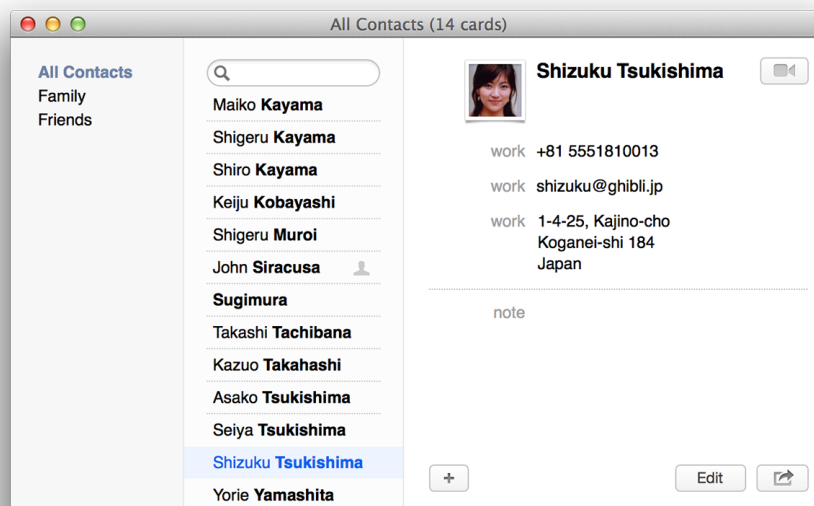 All Contacts (14 cards)
All Contacts
Family
Friends
Maiko Kayama
Shigeru Kayama
Shiro Kayama
Keiju Kobayashi
Shigeru Muroi
John Siracusa
Sugimura
Takashi Tachibana
Kazuo Takahashi
Asako Tsukishima
Seiya Tsukishima
Shizuku Tsukishima
Yorie Yamashita
Shizuku Tsukishima
work +81 5551810013
work shizuku@ghibli.jp
work 1-4-25, Kajino-cho
Koganei-shi 184
Japan
note
+ Edit